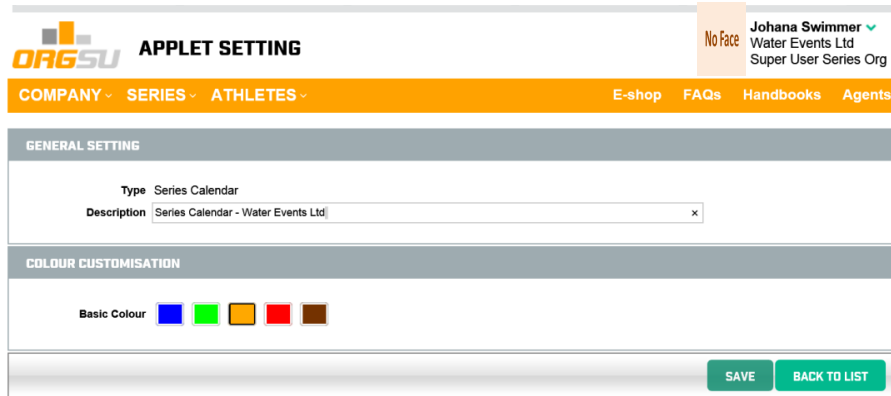 ORGSU
APPLET SETTING
No Face
Johana Swimmer
Water Events Ltd
Super User Series Org
COMPANY SERIES ATHLETES E-shop FAQs Handbooks Agents
GENERAL SETTING
Type Series Calendar
Description Series Calendar - Water Events Ltd ×
COLOUR CUSTOMISATION
Basic Colour
SAVE BACK TO LIST